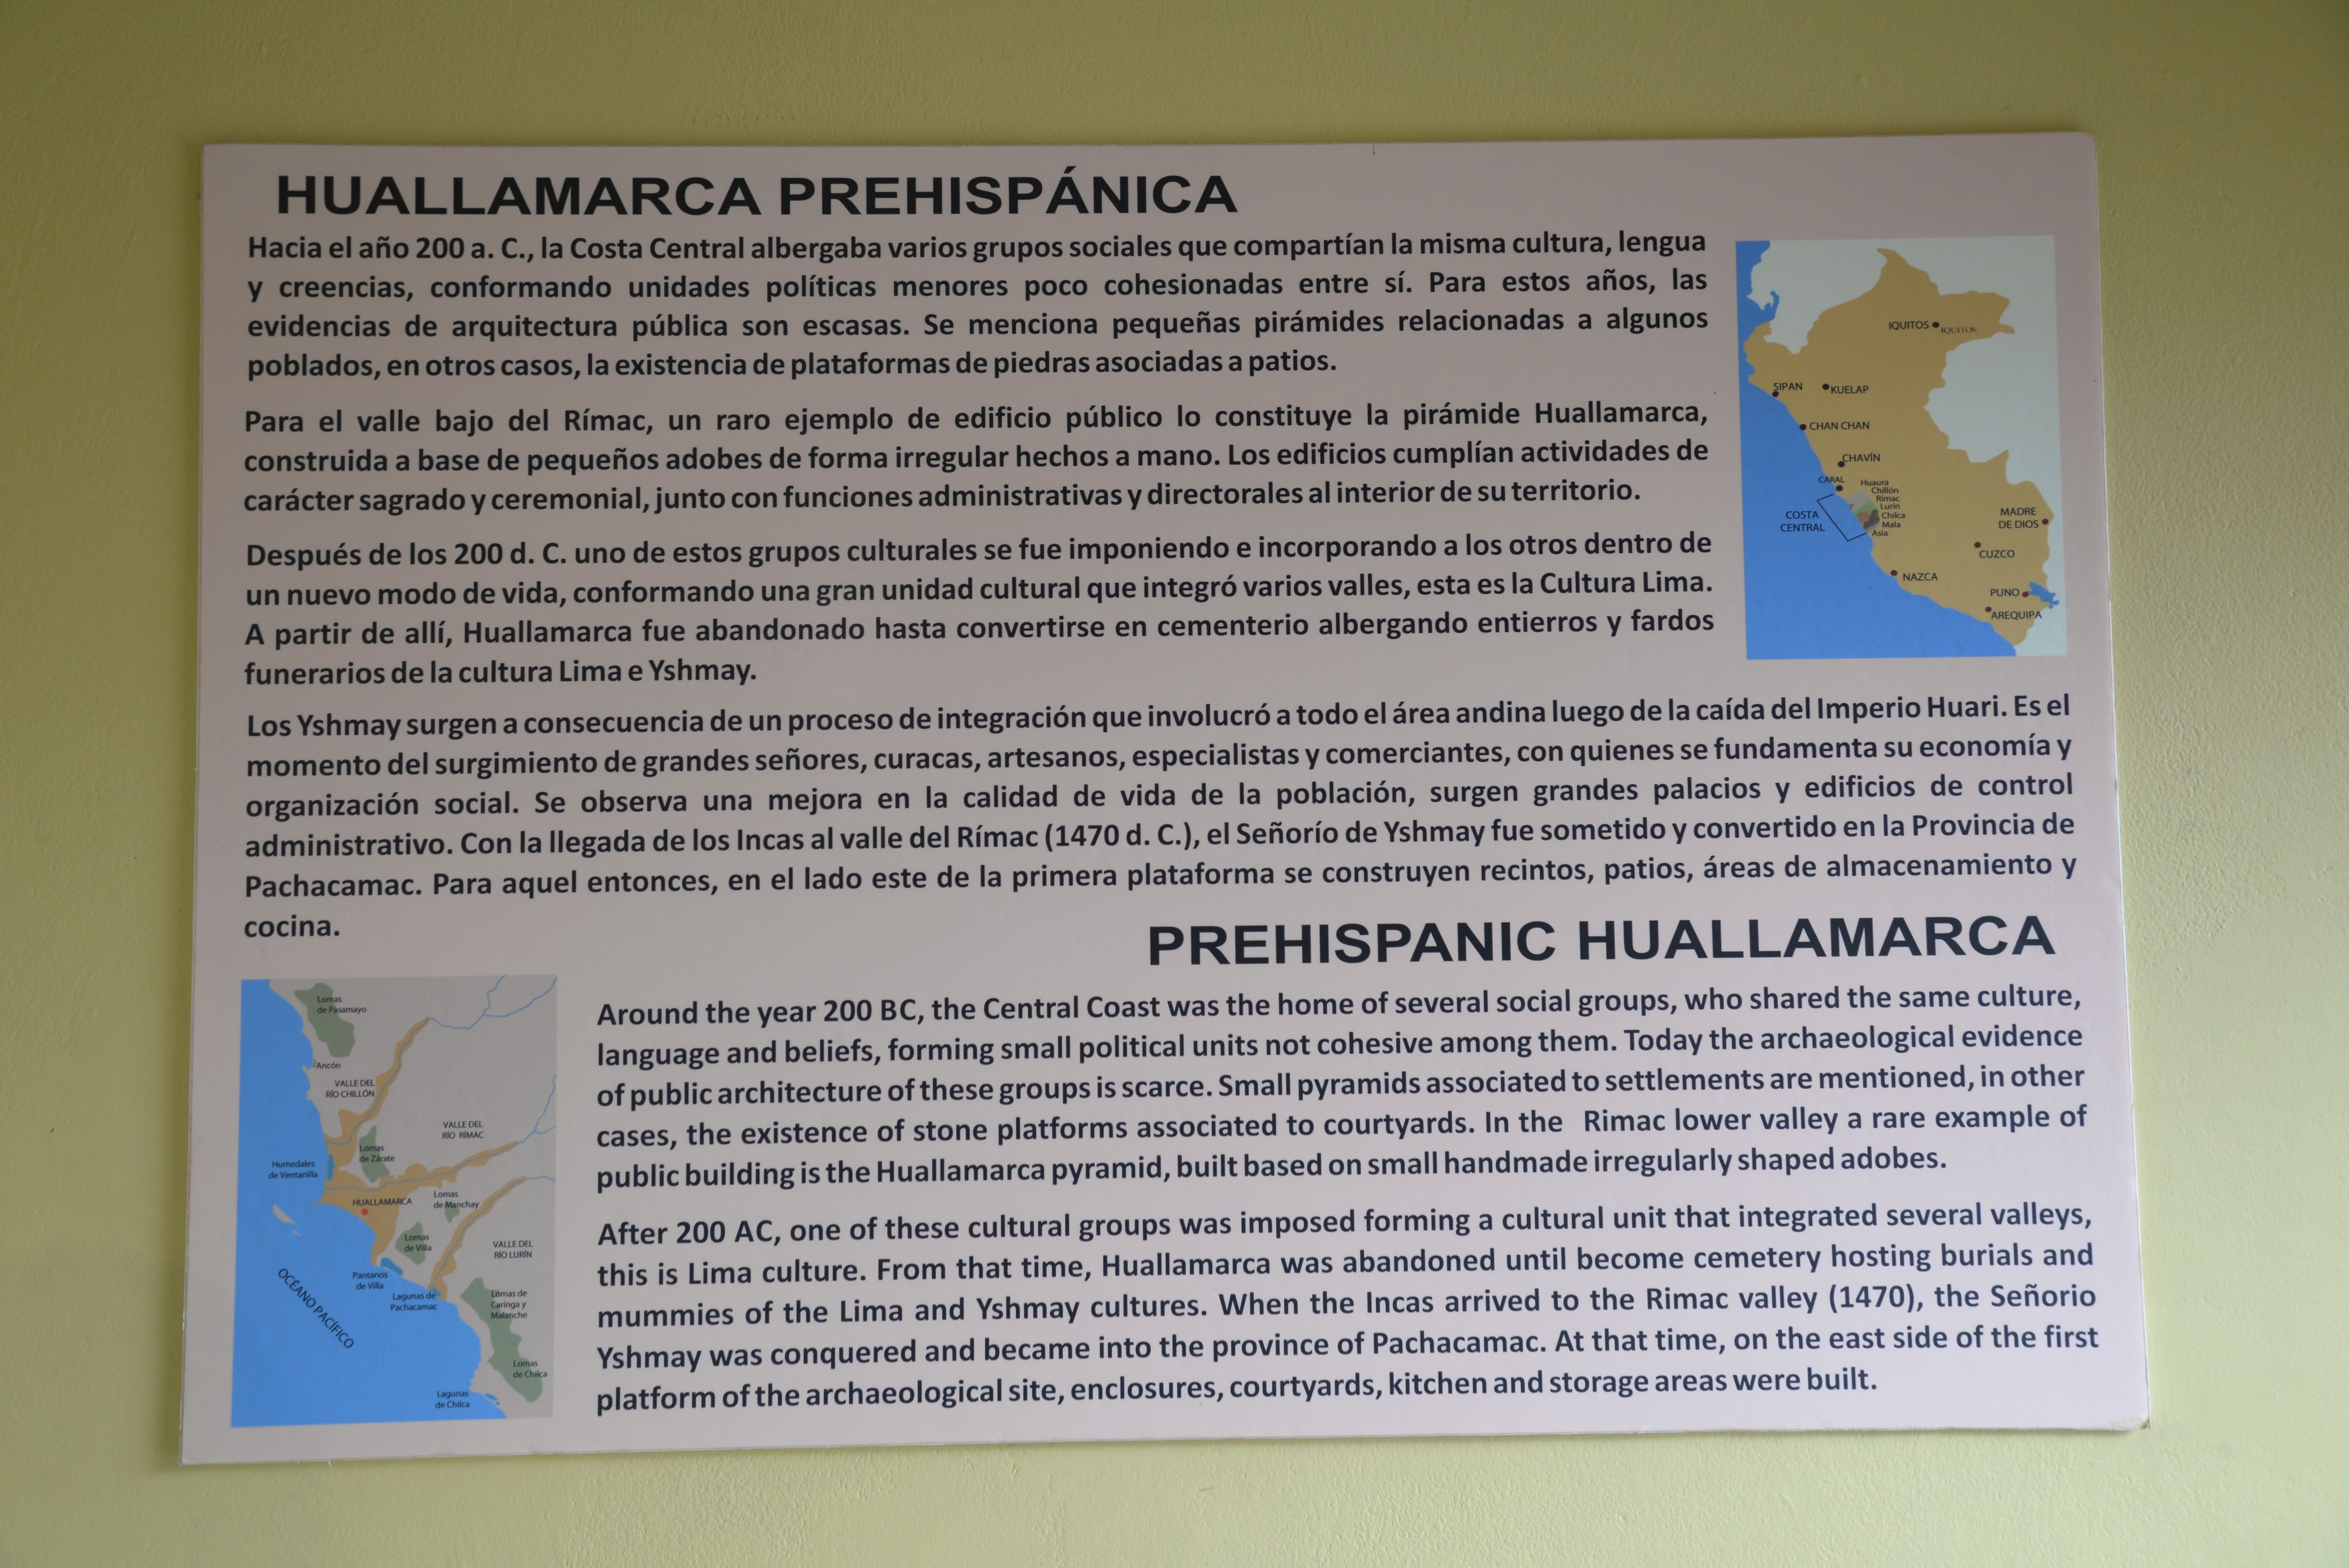 HUALLAMARCA PREHISPÁNICA
Hacia el año 200 a. C., la Costa Central albergaba varios grupos sociales que compartían la misma cultura, lengua
y creencias, conformando unidades políticas menores poco cohesionadas entre sí. Para estos años, las
evidencias de arquitectura pública son escasas. Se menciona pequeñas pirámides relacionadas a algunos
poblados, en otros casos, la existencia de plataformas de piedras asociadas a patios.
Para el valle bajo del Rímac, un raro ejemplo de edificio público lo constituye la pirámide Huallamarca,
construida a base de pequeños adobes de forma irregular hechos a mano. Los edificios cumplían actividades de
carácter sagrado y ceremonial, junto con funciones administrativas y directorales al interior de su territorio.
Después de los 200 d. C. uno de estos grupos culturales se fue imponiendo e incorporando a los otros dentro de
un nuevo modo de vida, conformando una gran unidad cultural que integró varios valles, esta es la Cultura Lima.
A partir de allí, Huallamarca fue abandonado hasta convertirse en cementerio albergando entierros y fardos
funerarios de la cultura Lima e Yshmay.
IQUITOS
IQUITOS
SIPAN
KUELAP
CHAN CHAN
CHAVÍN
CARAL
Huaura
Chillón
Rimac
Lurin
Chilca
Mala
Asia
COSTA
CENTRAL
MADRE
DE DIOS
CUZCO
NAZCA
PUNO
AREQUIPA
Los Yshmay surgen a consecuencia de un proceso de integración que involucró a todo el área andina luego de la caída del Imperio Huari. Es el
momento del surgimiento de grandes señores, curacas, artesanos, especialistas y comerciantes, con quienes se fundamenta su economía y
organización social. Se observa una mejora en la calidad de vida de la población, surgen grandes palacios y edificios de control
administrativo. Con la llegada de los Incas al valle del Rímac (1470 d. C.), el Señorío de Yshmay fue sometido y convertido en la Provincia de
Pachacamac. Para aquel entonces, en el lado este de la primera plataforma se construyen recintos, patios, áreas de almacenamiento y
cocina.
PREHISPANIC HUALLAMARCA
Around the year 200 BC, the Central Coast was the home of several social groups, who shared the same culture,
language and beliefs, forming small political units not cohesive among them. Today the archaeological evidence
of public architecture of these groups is scarce. Small pyramids associated to settlements are mentioned, in other
cases, the existence of stone platforms associated to courtyards. In the Rimac lower valley a rare example of
public building is the Huallamarca pyramid, built based on small handmade irregularly shaped adobes.
After 200 AC, one of these cultural groups was imposed forming a cultural unit that integrated several valleys,
this is Lima culture. From that time, Huallamarca was abandoned until become cemetery hosting burials and
mummies of the Lima and Yshmay cultures. When the Incas arrived to the Rimac valley (1470), the Señorio
Yshmay was conquered and became into the province of Pachacamac. At that time, on the east side of the first
platform of the archaeological site, enclosures, courtyards, kitchen and storage areas were built.
Lomas
de Pasamayo
Ancón
VALLE DEL
RÍO CHILLÓN
VALLE DEL
RÍO RÍMAC
Lomas
de Zárate
Humedales
de Ventanilla
HUALLAMARCA
Lomas
de Manchay
Lomas
de Villa
VALLE DEL
RÍO LURÍN
Pantanos
de Villa
Lagunas de
Pachacamac
Lomas de
Caringa y
Malanche
OCÉANO PACÍFICO
Lomas
de Chilca
Lagunas
de Chilca